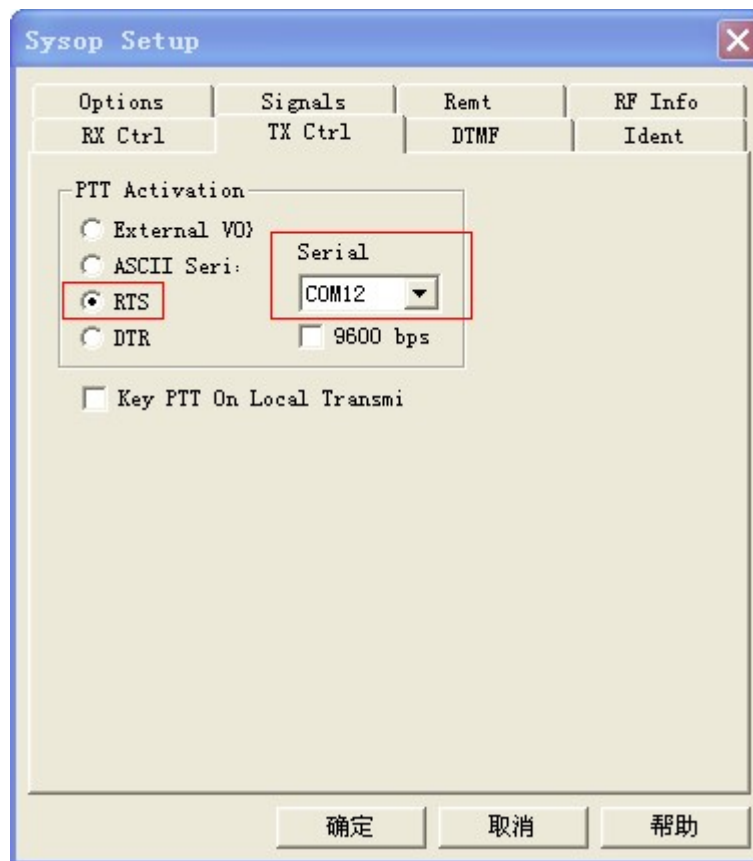 Sysop Setup
Options Signals Remt RF Info
RX Ctrl TX Ctrl DTMF Ident
PTT Activation
External VO
ASCII Seri
Serial
RTS
COM12
DTR
9600 bps
Key PTT On Local Transmi
确定 取消 帮助